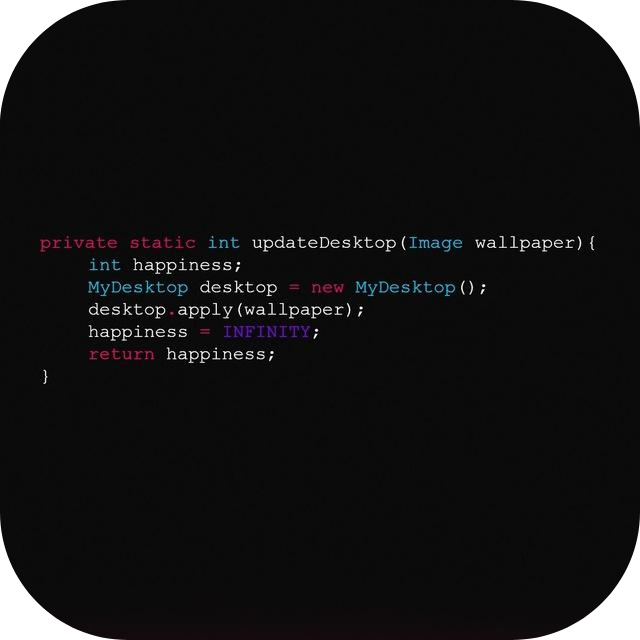 private static int updateDesktop(Image wallpaper){
    int happiness;
    MyDesktop desktop = new MyDesktop();
    desktop.apply(wallpaper);
    happiness = INFINITY;
    return happiness;
}